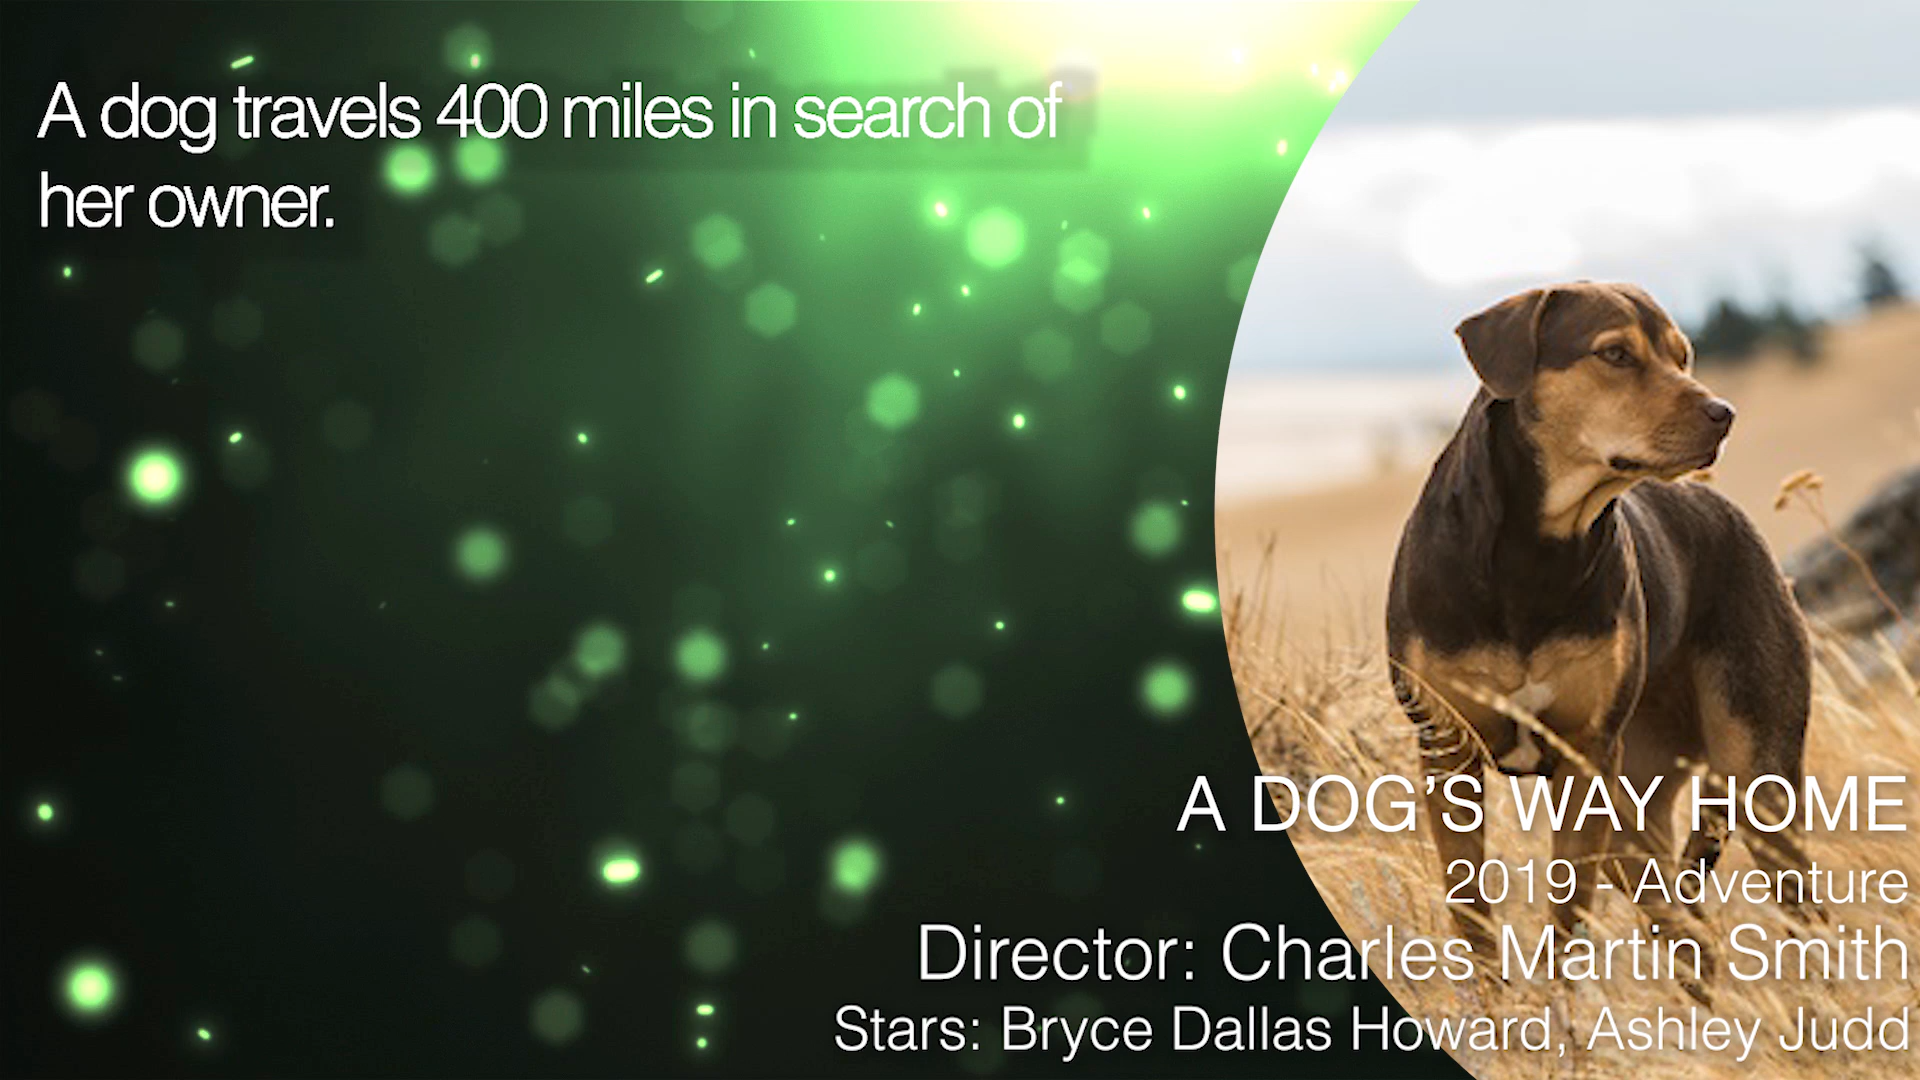 A dog travels 400 miles in search of
her owner.
A DOG’S WAY HOME
2019 - Adventure
Director: Charles Martin Smith
Stars: Bryce Dallas Howard, Ashley Judd